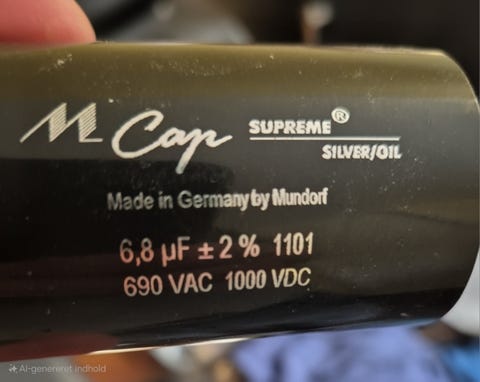 M Cap SUPREME®
SILVER/OIL
Made in Germany by Mundorf
6,8 µF ± 2 % 1101
690 VAC 1000 VDC
AI-genereret indhold